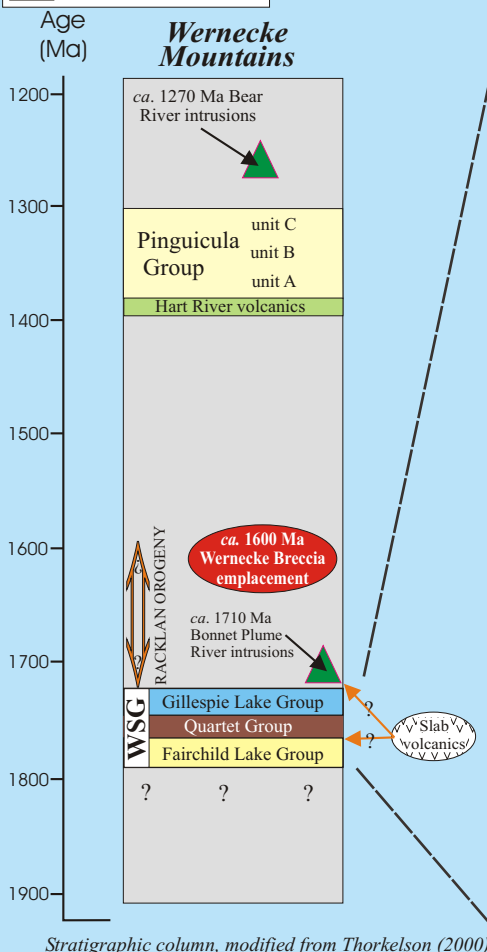 Age
(Ma)
Wernecke
Mountains
1200
1300
1400
1500
1600
1700
1800
1900
ca. 1270 Ma Bear
River intrusions
Pinguicula
Group
unit C
unit B
unit A
Hart River volcanics
ca. 1600 Ma
Wernecke Breccia
emplacement
?
?
RACKLAN OROGENY
ca. 1710 Ma
Bonnet Plume
River intrusions
WSG
Gillespie Lake Group
Quartet Group
Fairchild Lake Group
?
?
Slab
volcanics
? ? ?
Stratigraphic column, modified from Thorkelson (2000)